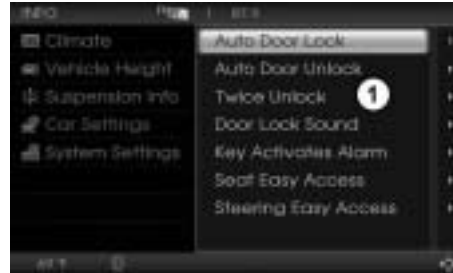 INFO
Climate
Vehicle Height
Suspension Info
Car Settings
System Settings
Auto Door Lock
Auto Door Unlock
Twice Unlock
1
Door Lock Sound
Key Activates Alarm
Seat Easy Access
Steering Easy Access